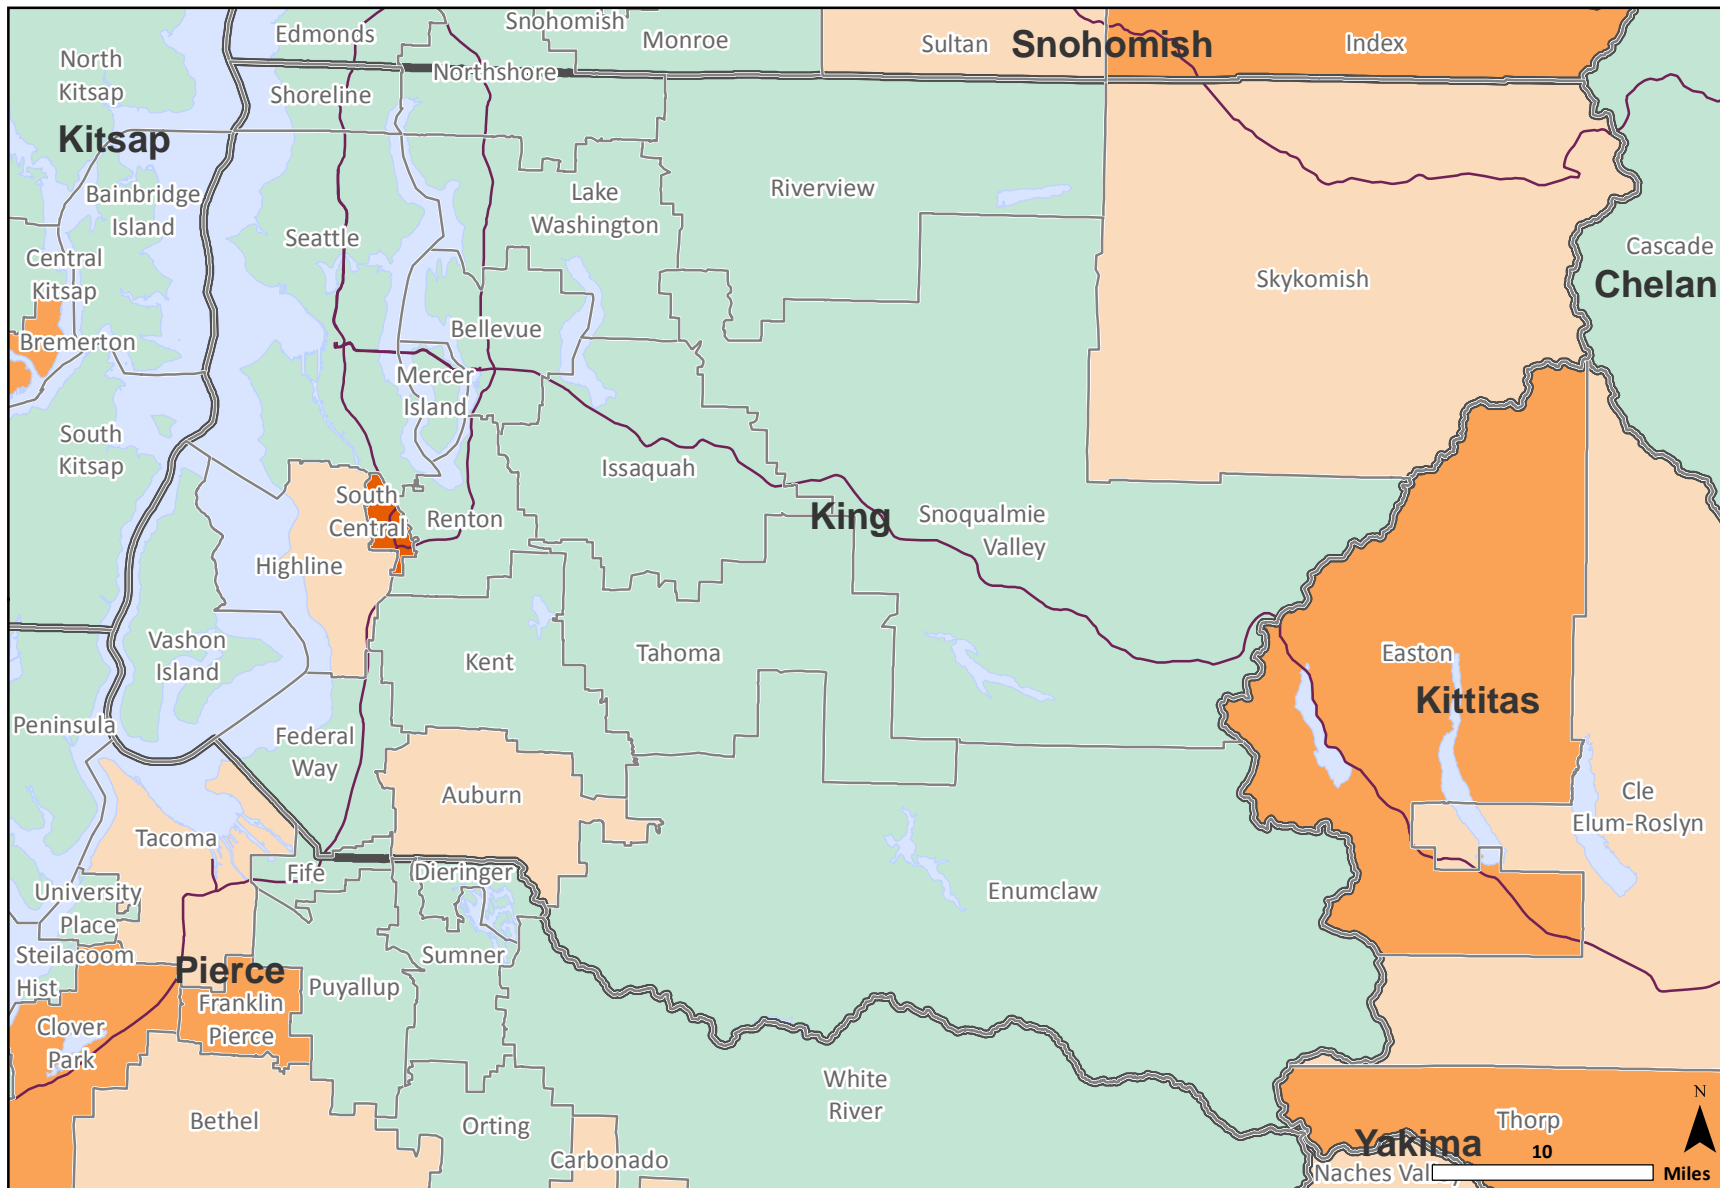 Edmonds
Snohomish
Monroe
Sultan
Snohomish
Index
North
Kitsap
Northshore
Shoreline
Kitsap
Bainbridge
Island
Lake
Washington
Riverview
Seattle
Cascade
Chelan
Central
Kitsap
Skykomish
Bremerton
Bellevue
Mercer
Island
South
Kitsap
Issaquah
South
Central
Renton
King
Snoqualmie
Valley
Highline
Vashon
Island
Kent
Tahoma
Easton
Kittitas
Peninsula
Federal
Way
Auburn
Cle
Elum-Roslyn
Tacoma
Fife
Dieringer
Enumclaw
University
Place
Steilacoom
Hist
Pierce
Sumner
Puyallup
Franklin
Pierce
Clover
Park
White
River
Bethel
Orting
Carbonado
Thorp
Yakima
Naches Vall
N
10
Miles